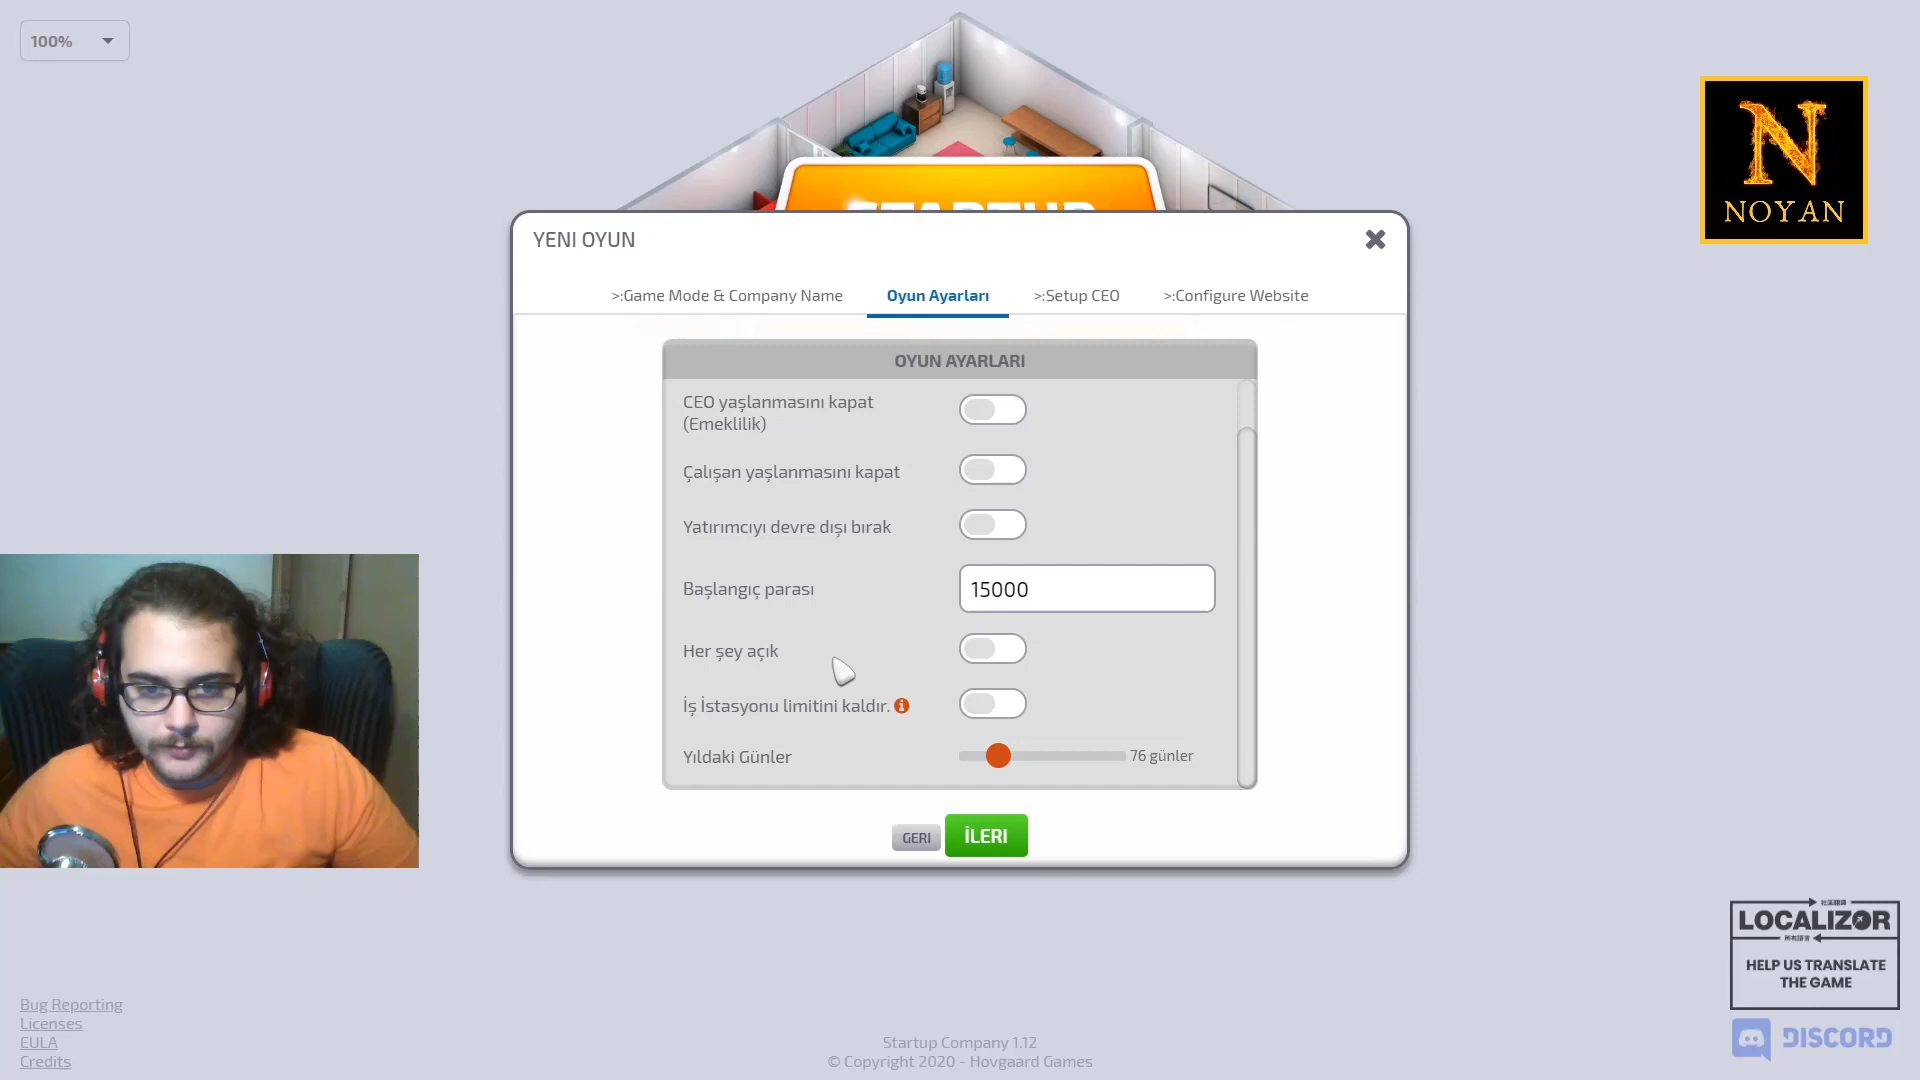 100%
N
NOYAN
STARTUP
YENI OYUN
>:Game Mode & Company Name
Oyun Ayarları
>:Setup CEO
>:Configure Website
OYUN AYARLARI
CEO yaşlanmasını kapat
(Emeklilik)
Çalışan yaşlanmasını kapat
Yatırımcıyı devre dışı bırak
Başlangıç parası
15000
Her şey açık
İş İstasyonu limitini kaldır.
Yıldaki Günler
76 günler
GERI
İLERI
LOCALIZOR
HELP US TRANSLATE
THE GAME
DISCORD
Bug Reporting
Licenses
EULA
Credits
Startup Company 1.12
© Copyright 2020 - Hovgaard Games